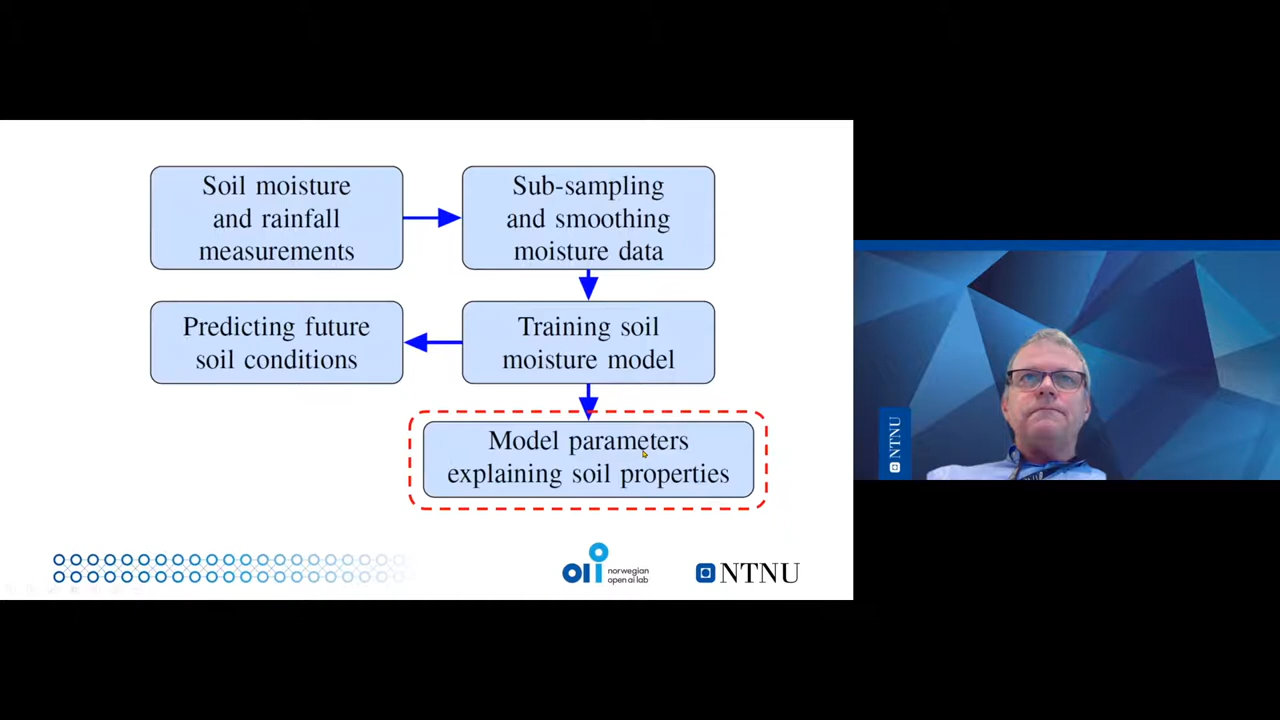 Soil moisture
and rainfall
measurements
Sub-sampling
and smoothing
moisture data
Predicting future
soil conditions
Training soil
moisture model
Model parameters
explaining soil properties
norwegian
open ai lab
NTNU
NTNU